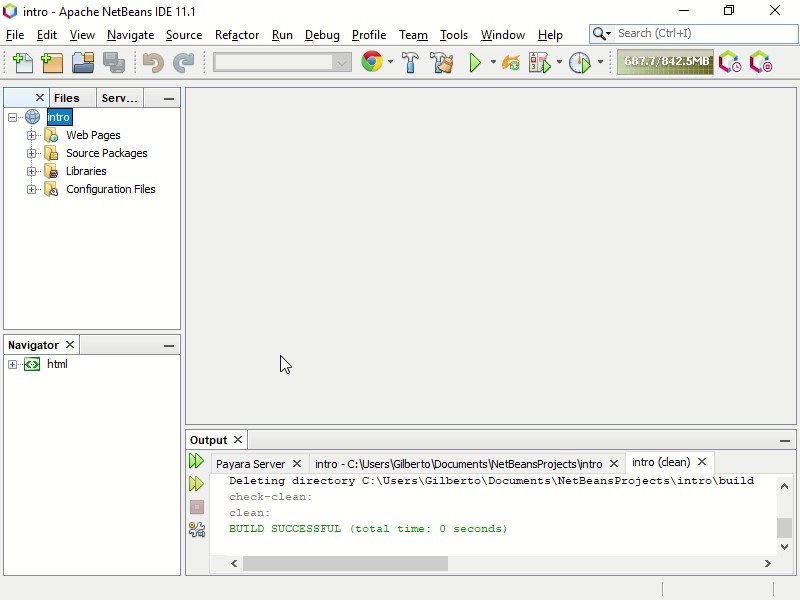 intro - Apache NetBeans IDE 11.1
File Edit View Navigate Source Refactor Run Debug Profile Team Tools Window Help
Search (Ctrl+I)
687.7/842.5MB
Files Serv...
intro
Web Pages
Source Packages
Libraries
Configuration Files
Navigator
html
Output
Payara Server intro - C:\Users\Gilberto\Documents\NetBeansProjects\intro intro (clean)
Deleting directory C:\Users\Gilberto\Documents\NetBeansProjects\intro\build
check-clean:
clean:
BUILD SUCCESSFUL (total time: 0 seconds)